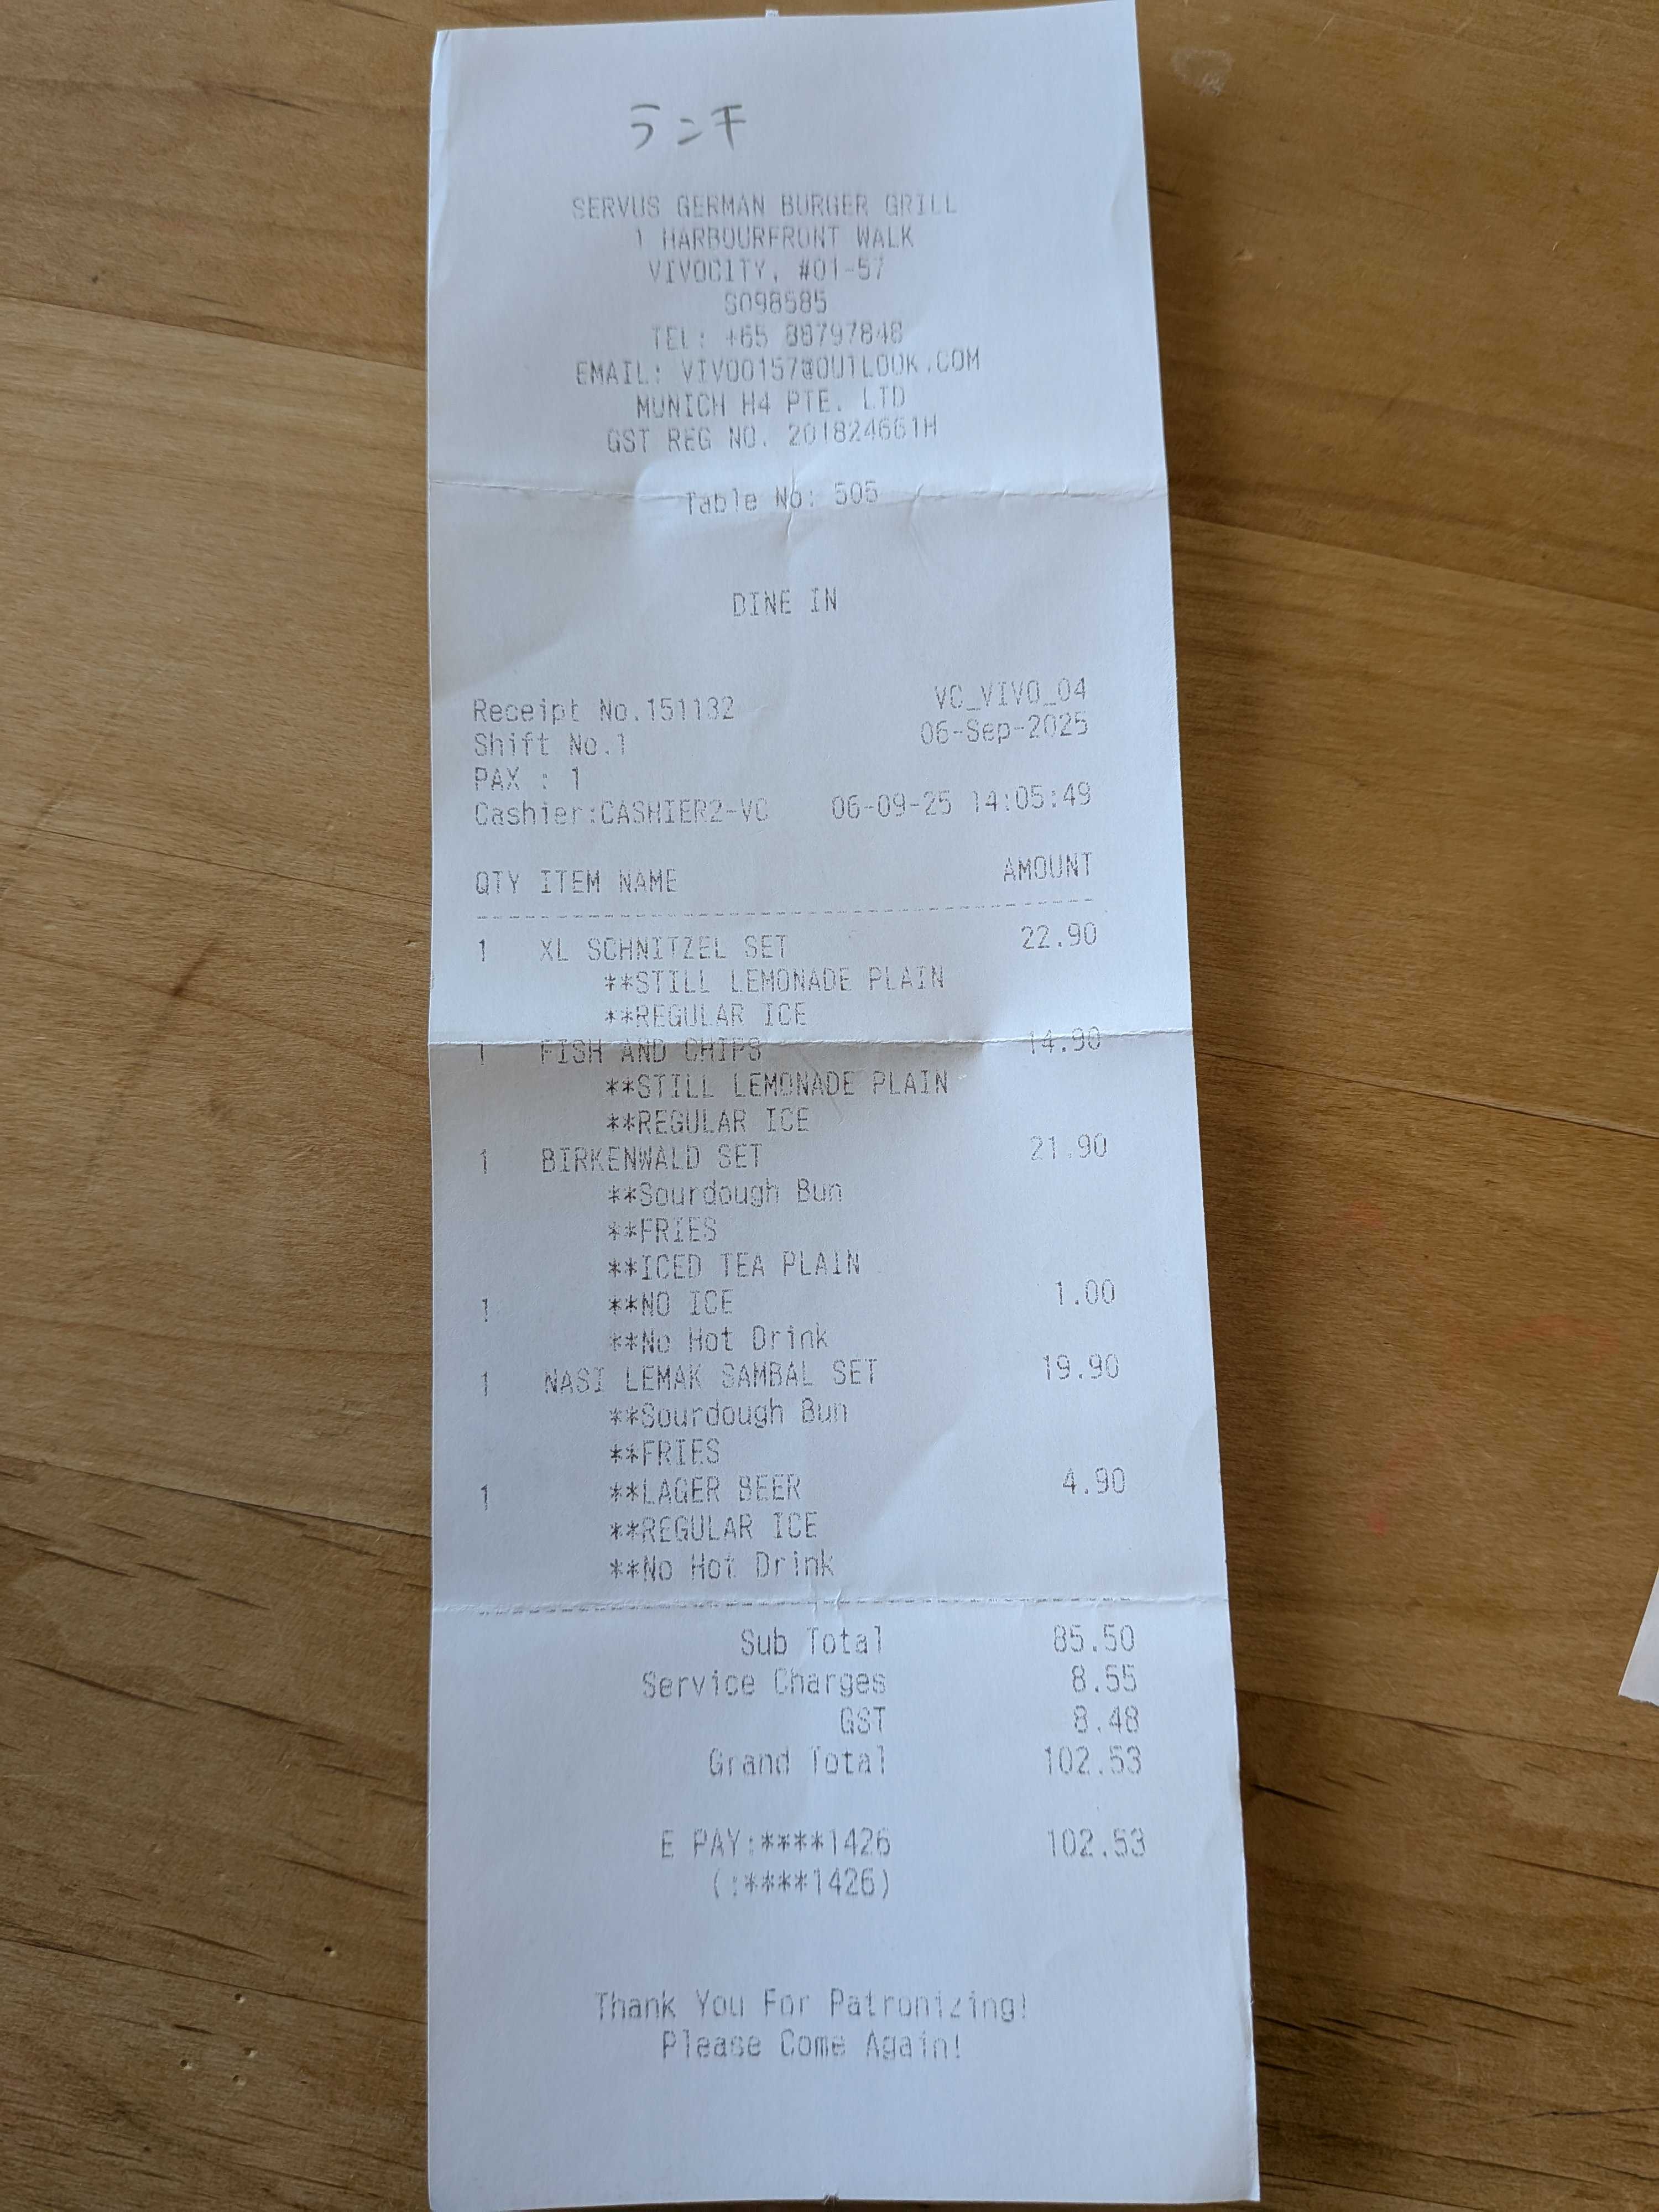 ランチ
SERVUS GERMAN BURGER GRILL
1 HARBOURFRONT WALK
VIVOCITY, #01-57
S098585
TEL: +65 88797848
EMAIL: VIVO0157@OUTLOOK.COM
MUNICH H4 PTE. LTD
GST REG NO. 201824661H
Table No: 505
DINE IN
Receipt No.151132 VC_VIVO_04
Shift No.1 06-Sep-2025
PAX : 1
Cashier:CASHIER2-VC 06-09-25 14:05:49
QTY ITEM NAME AMOUNT
1 XL SCHNITZEL SET 22.90
**STILL LEMONADE PLAIN
**REGULAR ICE
1 FISH AND CHIPS 14.90
**STILL LEMONADE PLAIN
**REGULAR ICE
1 BIRKENWALD SET 21.90
**Sourdough Bun
**FRIES
**ICED TEA PLAIN
1 **NO ICE 1.00
**No Hot Drink
1 NASI LEMAK SAMBAL SET 19.90
**Sourdough Bun
**FRIES
1 **LAGER BEER 4.90
**REGULAR ICE
**No Hot Drink
Sub Total 85.50
Service Charges 8.55
GST 8.48
Grand Total 102.53
E PAY:****1426 102.53
(:****1426)
Thank You For Patronizing!
Please Come Again!